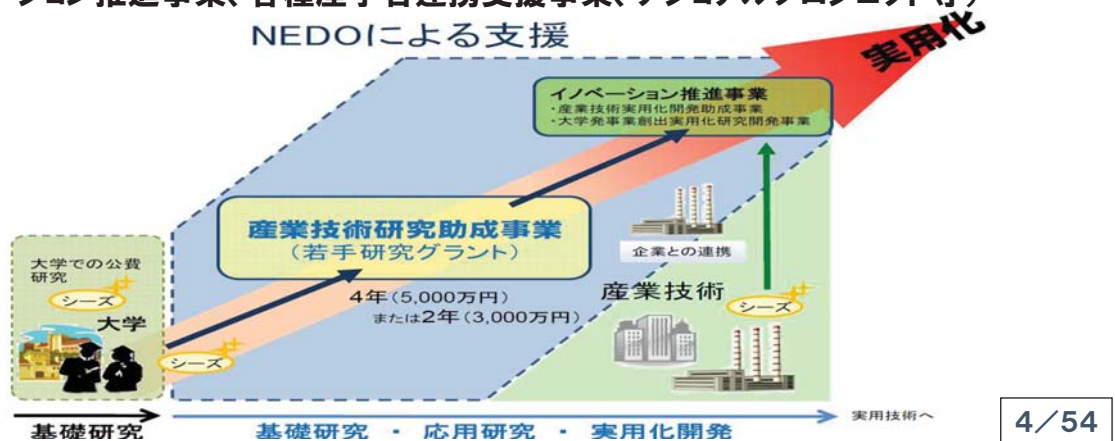 NEDOによる支援
実用化
イノベーション推進事業
・産業技術実用化開発助成事業
・大学発事業創出実用化研究開発事業
産業技術研究助成事業
（若手研究グラント）
4年（5,000万円）
または2年（3,000万円）
企業との連携
産業技術
シーズ
大学での公費
研究
シーズ
大学
シーズ
基礎研究
基礎研究 ・ 応用研究 ・ 実用化開発
実用技術へ
4／54